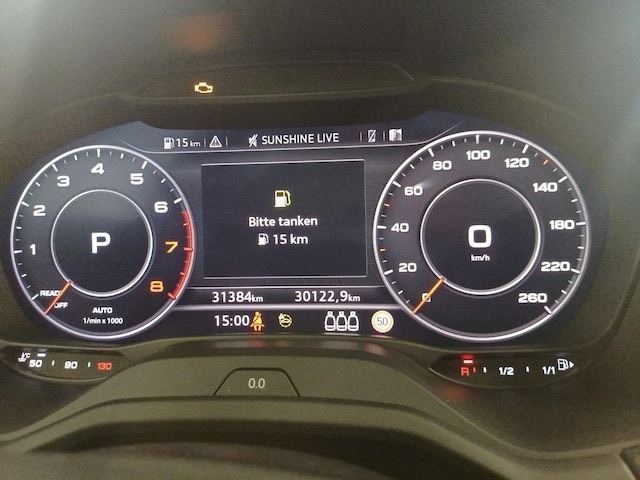 15 km SUNSHINE LIVE
1 2 3 4 5 6 7 8
READY
OFF
P
AUTO
1/min x 1000
Bitte tanken
15 km
20 40 60 80 100 120 140 180 220 260
0
km/h
31384km 30122,9km
15:00 50
°C 50 90 130
0.0
R 1/2 1/1